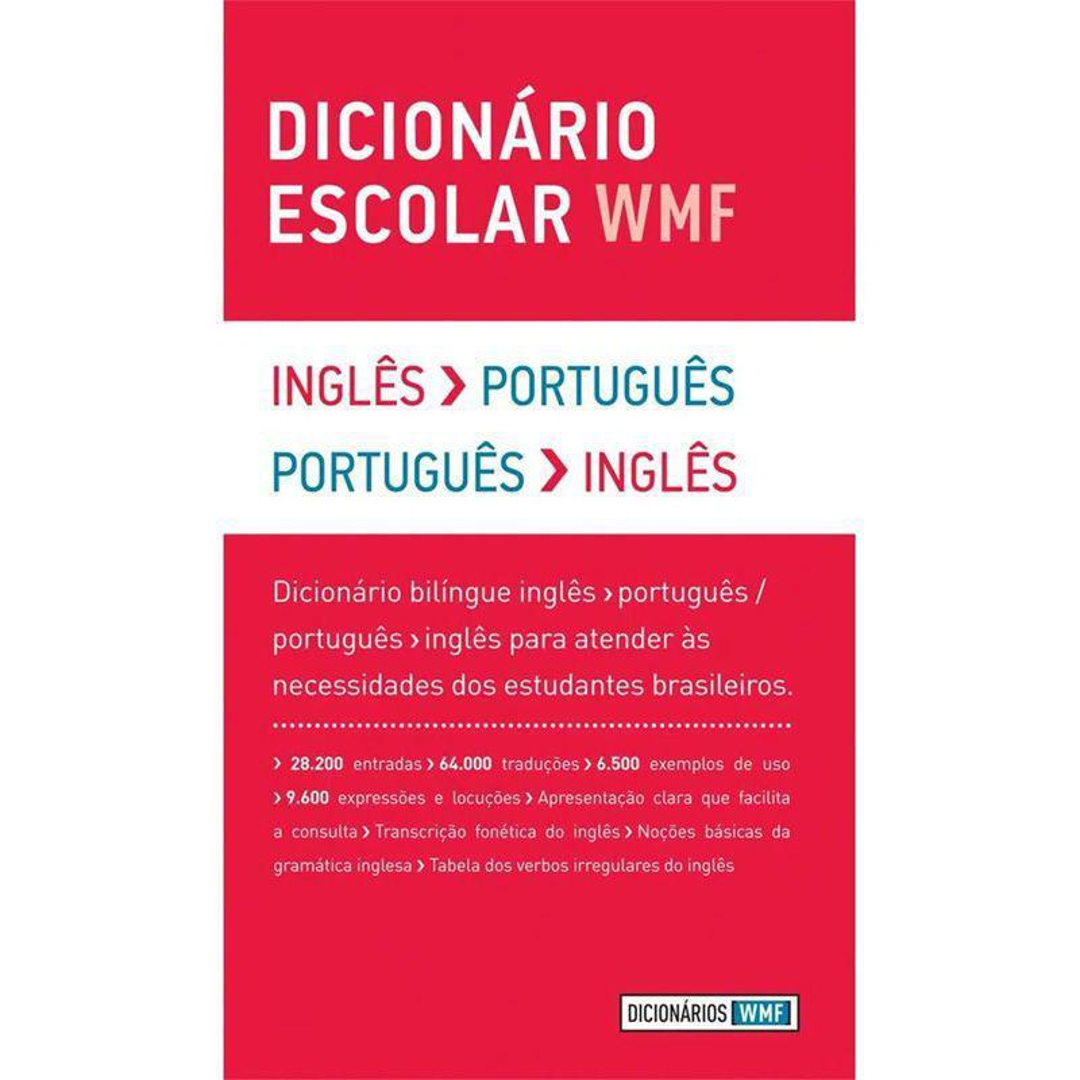 DICIONÁRIO
ESCOLAR WMF
INGLÊS › PORTUGUÊS
PORTUGUÊS › INGLÊS
Dicionário bilíngue inglês › português /
português › inglês para atender às
necessidades dos estudantes brasileiros.
› 28.200 entradas › 64.000 traduções › 6.500 exemplos de uso
› 9.600 expressões e locuções › Apresentação clara que facilita
a consulta › Transcrição fonética do inglês › Noções básicas da
gramática inglesa › Tabela dos verbos irregulares do inglês
DICIONÁRIOS WMF